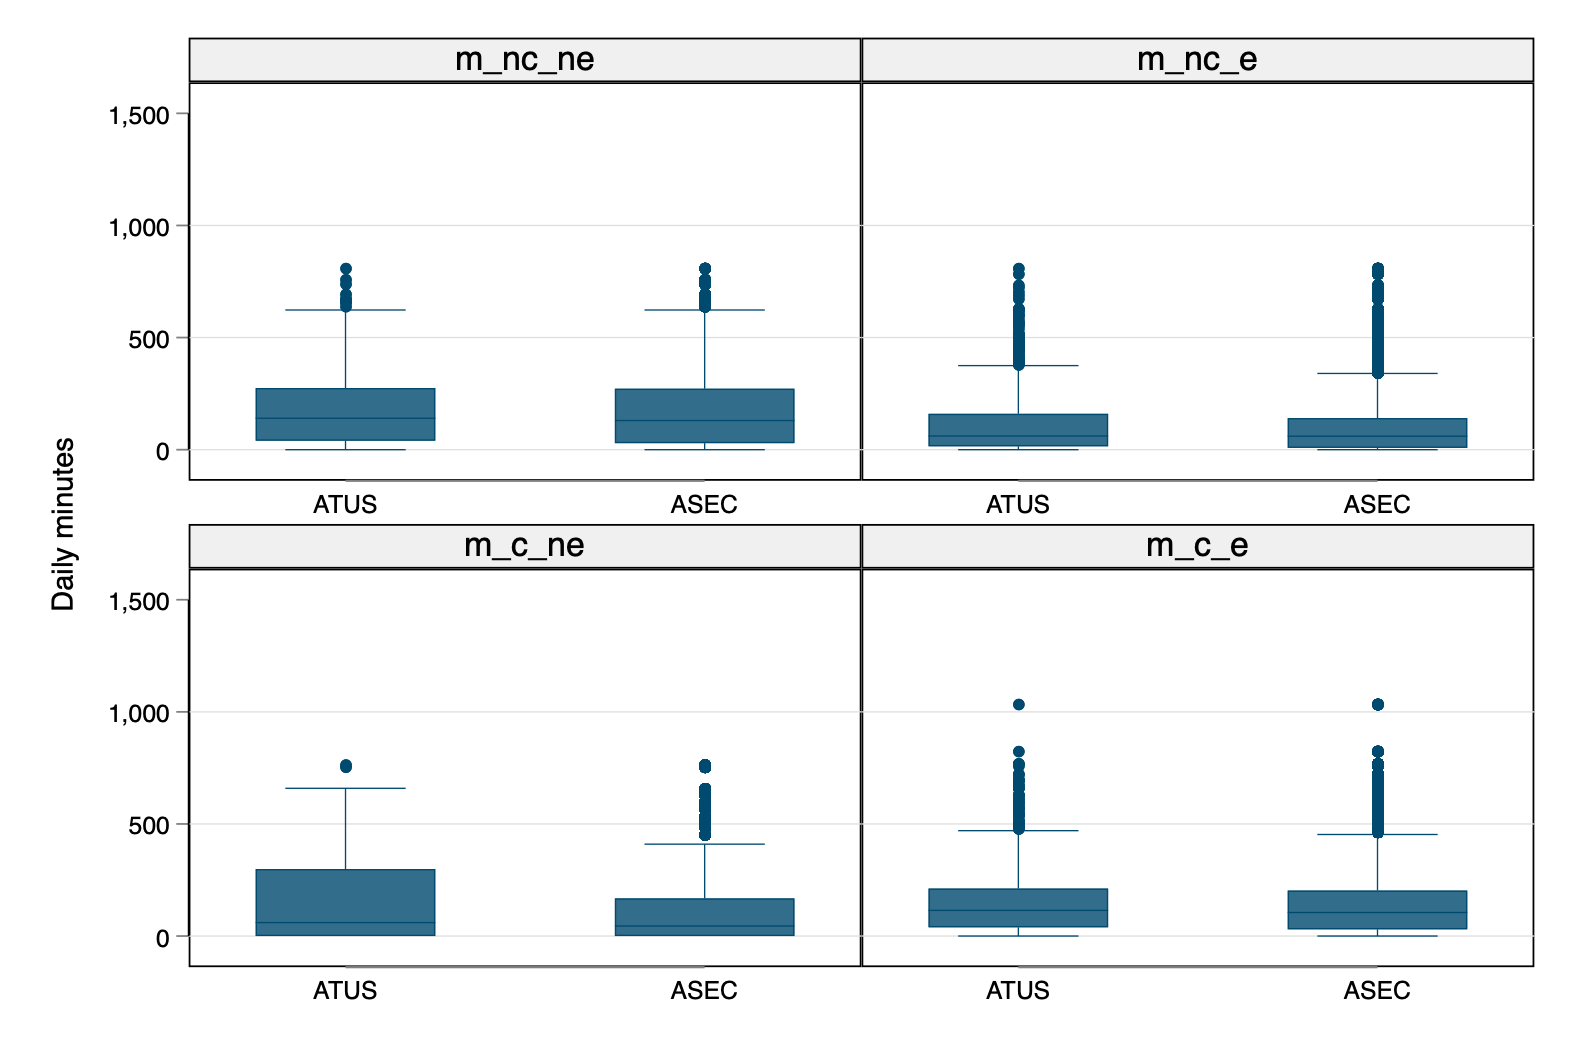 m_nc_ne
m_nc_e
1,500
1,000
500
0
ATUS
ASEC
ATUS
ASEC
Daily minutes
m_c_ne
m_c_e
1,500
1,000
500
0
ATUS
ASEC
ATUS
ASEC